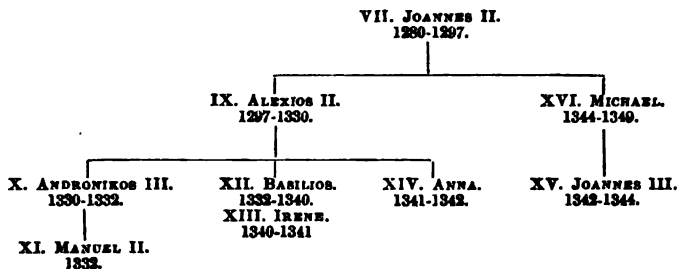 VII. JOANNES II.
1280-1297.
IX. ALEXIOS II.
1297-1330.
XVI. MICHAEL.
1344-1349.
X. ANDRONIKOS III.
1330-1332.
XII. BASILIOS.
1332-1340.
XIII. IRENE.
1340-1341
XIV. ANNA.
1341-1342.
XV. JOANNES III.
1342-1344.
XI. MANUEL II.
1332.